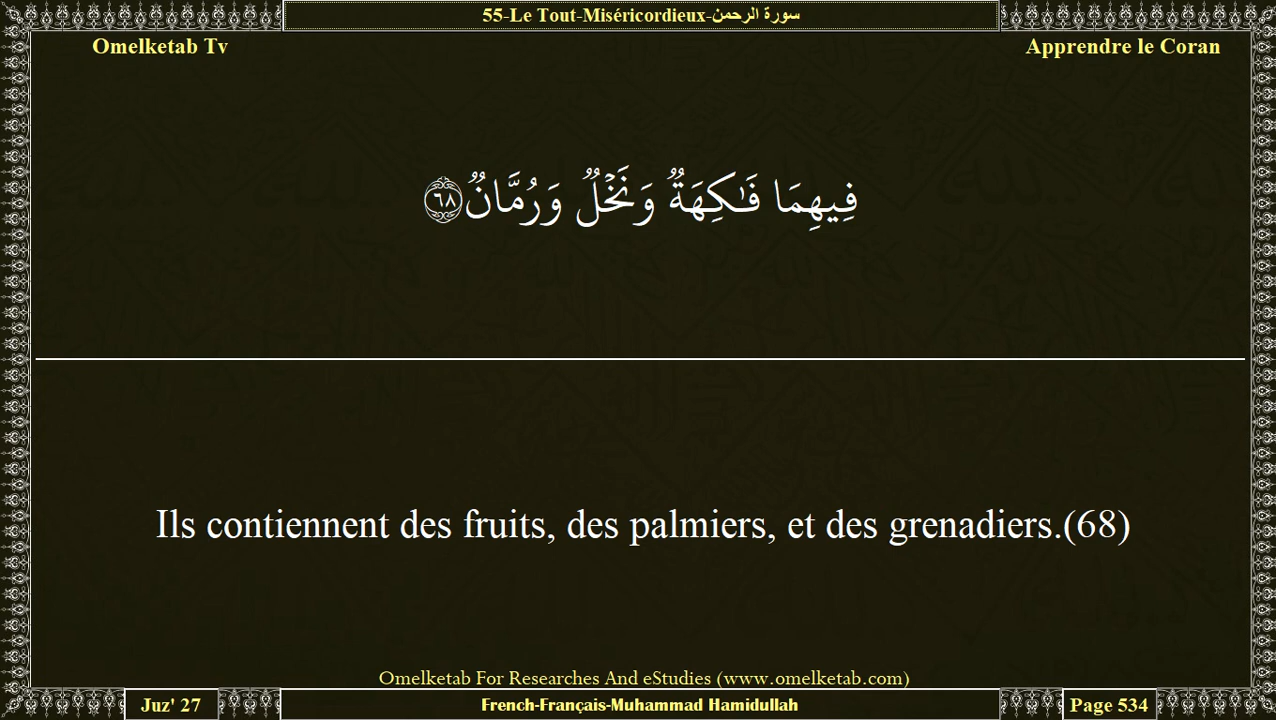 55-Le Tout-Miséricordieux-سورة الرحمن
Omelketab Tv
Apprendre le Coran
فِيهِمَا فَـٰكِهَةٌ وَنَخْلٌ وَرُمَّانٌ ٦٨
Ils contiennent des fruits, des palmiers, et des grenadiers.(68)
Omelketab For Researches And eStudies (www.omelketab.com)
Juz' 27
French-Français-Muhammad Hamidullah
Page 534